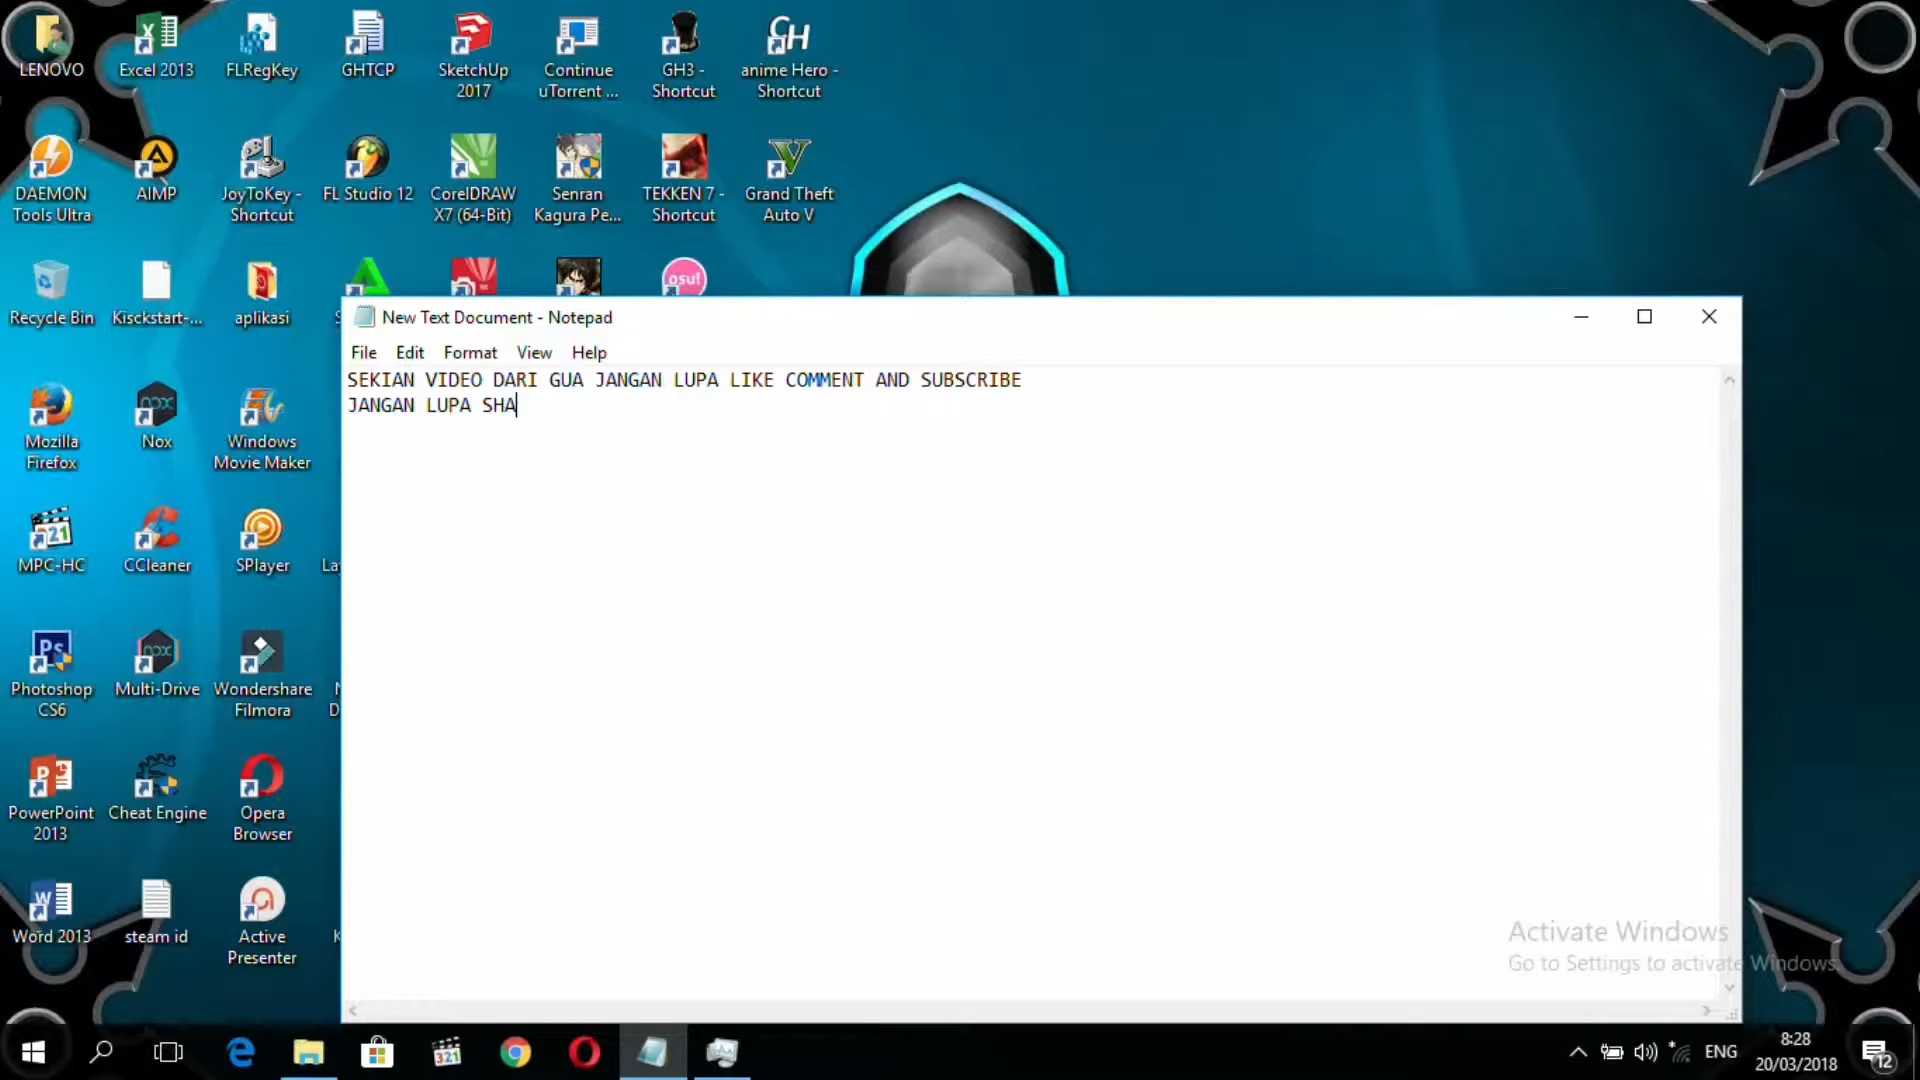 LENOVO
Excel 2013
FLRegKey
GHTCP
SketchUp
2017
Continue
uTorrent ...
GH3 -
Shortcut
anime Hero -
Shortcut
DAEMON
Tools Ultra
AIMP
JoyToKey -
Shortcut
FL Studio 12
CorelDRAW
X7 (64-Bit)
Senran
Kagura Pe...
TEKKEN 7 -
Shortcut
Grand Theft
Auto V
osu!
Recycle Bin
Kisckstart-...
aplikasi
New Text Document - Notepad
File Edit Format View Help
SEKIAN VIDEO DARI GUA JANGAN LUPA LIKE COMMENT AND SUBSCRIBE
JANGAN LUPA SHA
Mozilla
Firefox
Nox
Windows
Movie Maker
MPC-HC
CCleaner
SPlayer
Photoshop
CS6
Multi-Drive
Wondershare
Filmora
PowerPoint
2013
Cheat Engine
Opera
Browser
Word 2013
steam id
Active
Presenter
Activate Windows
Go to Settings to activate Windows.
ENG
8:28
20/03/2018
12